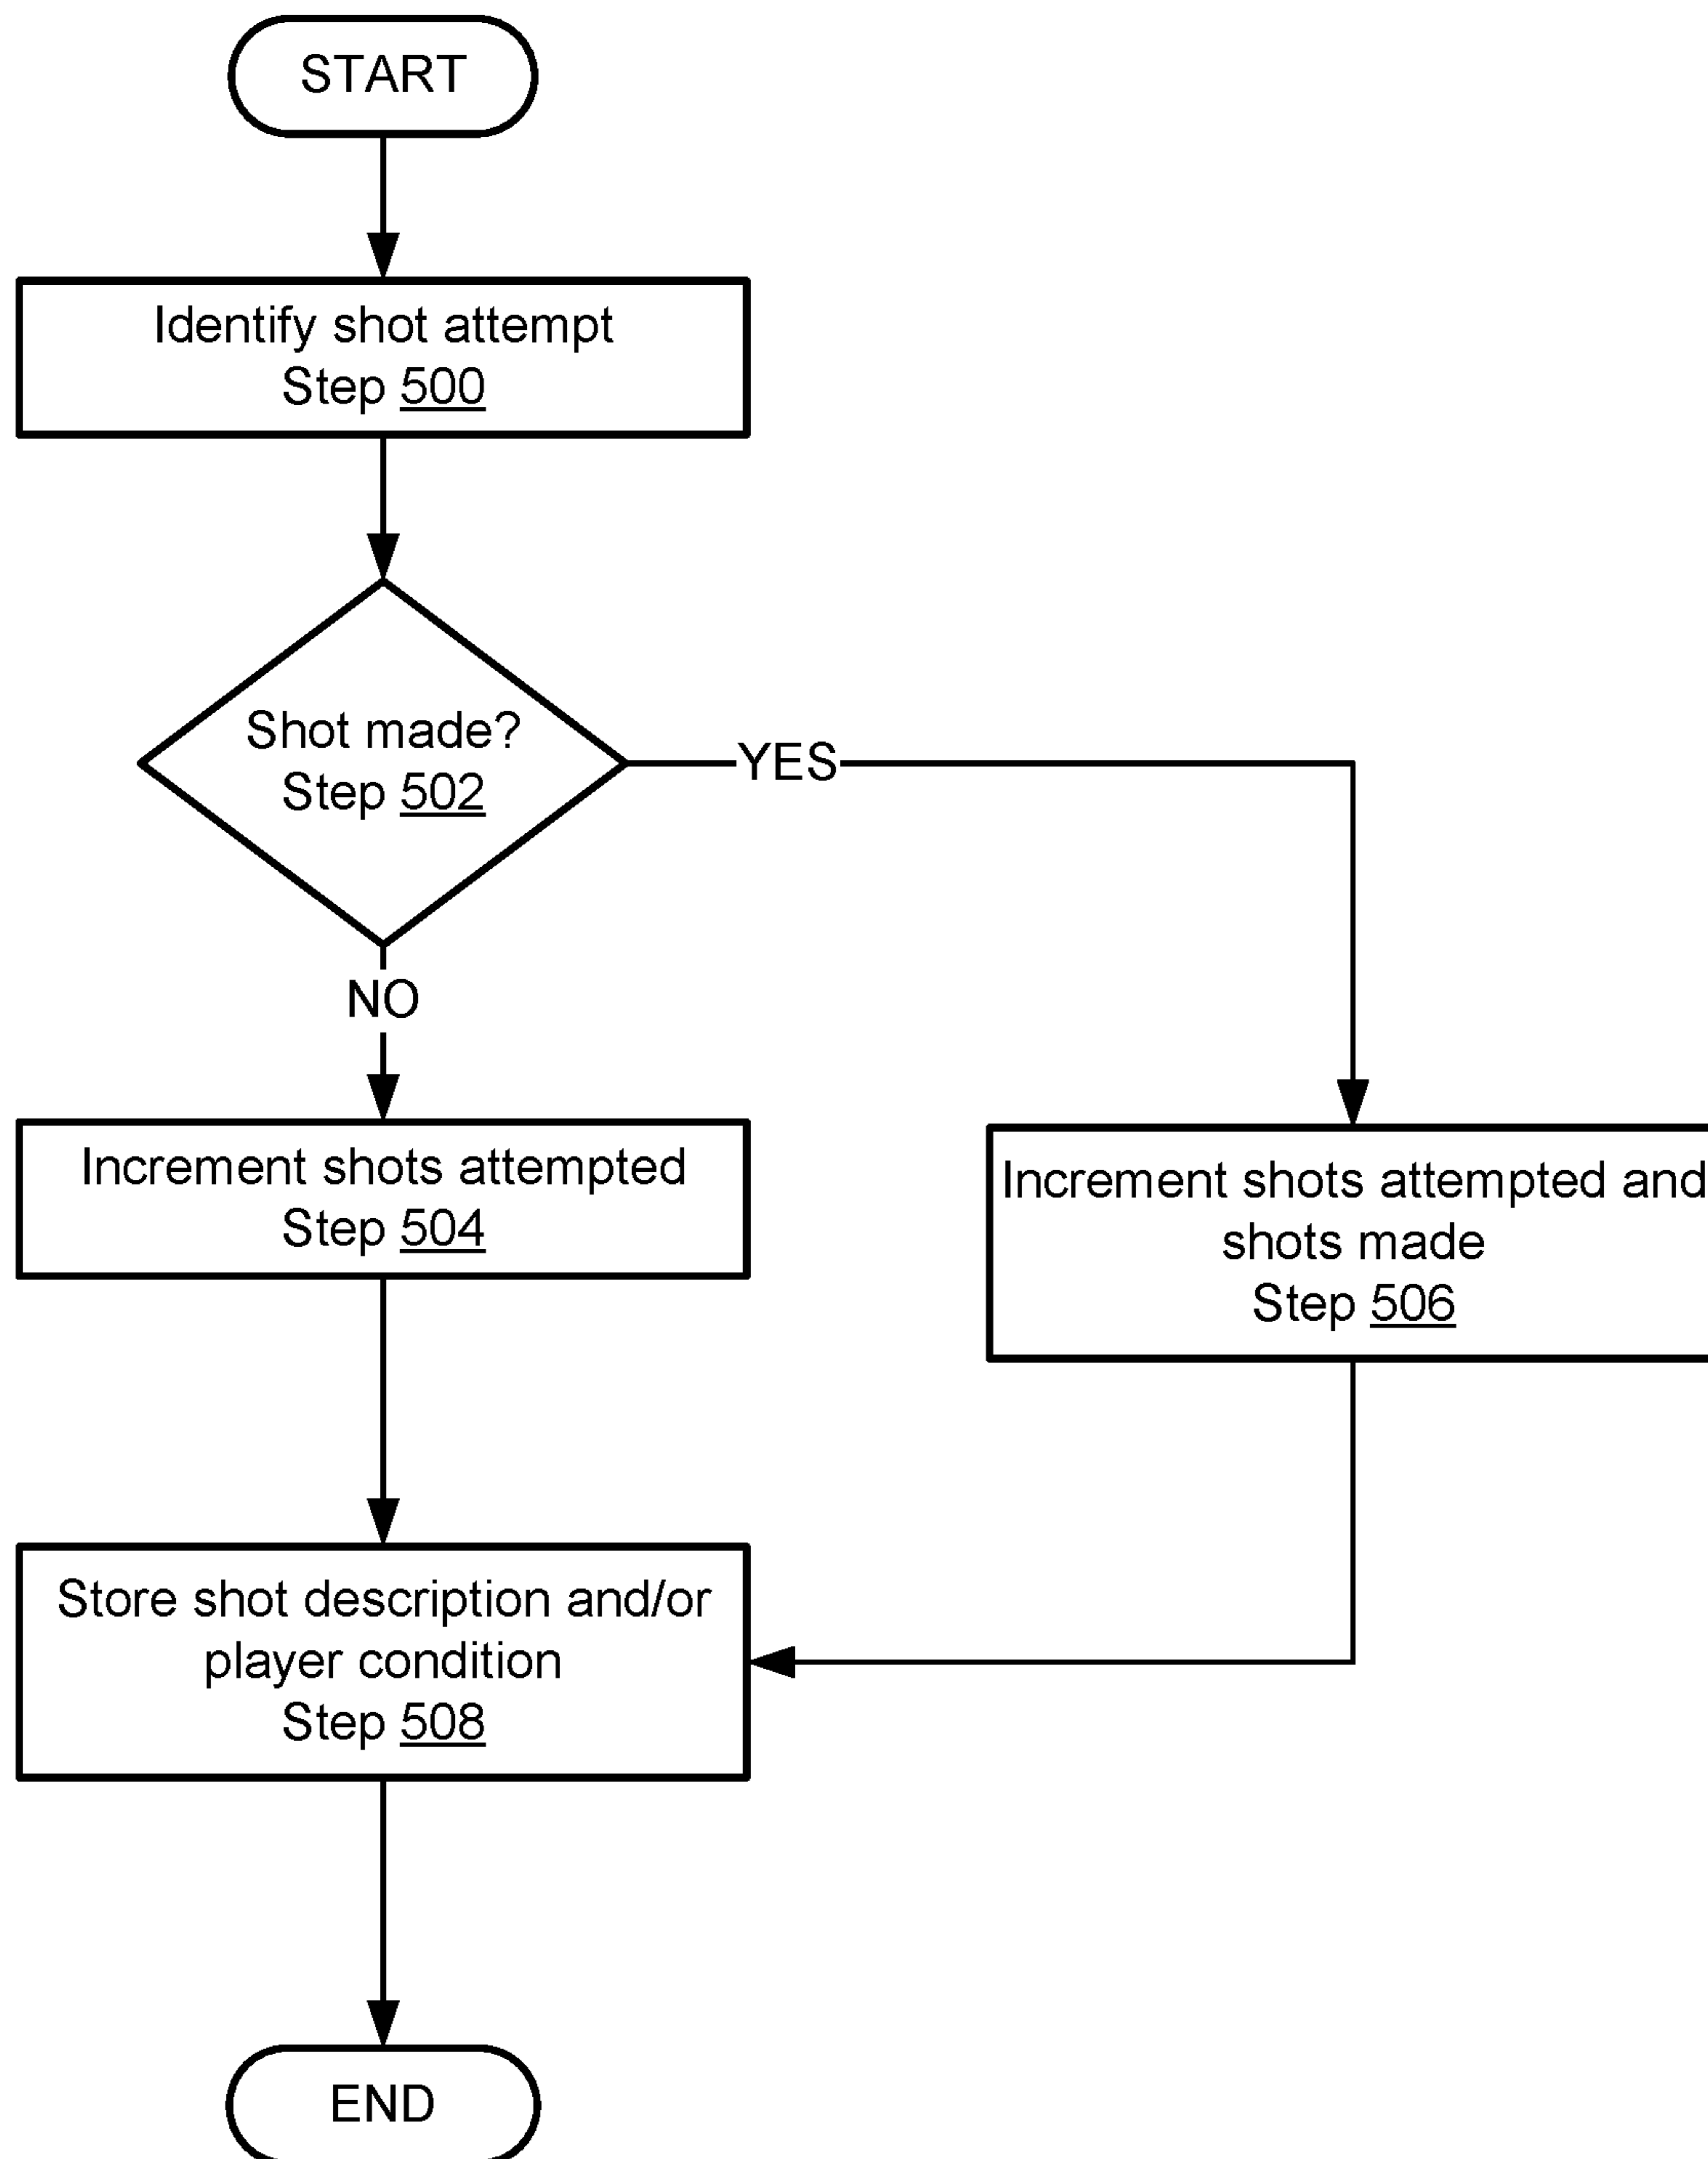 START
Identify shot attempt
Step 500
Shot made?
Step 502
YES
NO
Increment shots attempted
Step 504
Increment shots attempted and
shots made
Step 506
Store shot description and/or
player condition
Step 508
END